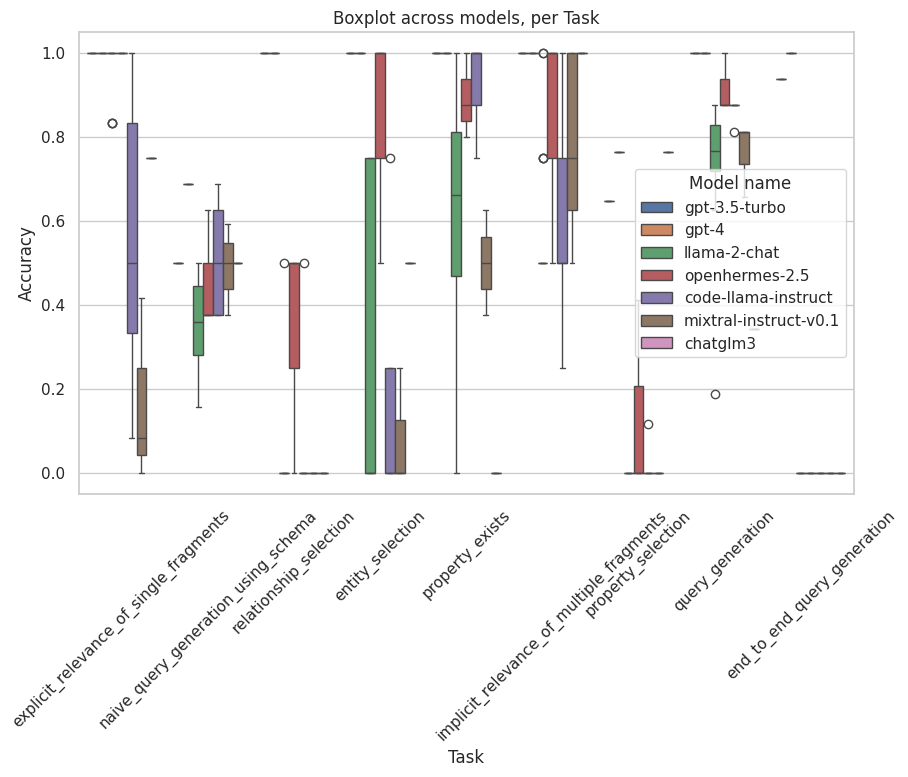 Boxplot across models, per Task
Accuracy
1.0
0.8
0.6
0.4
0.2
0.0
Model name
gpt-3.5-turbo
gpt-4
llama-2-chat
openhermes-2.5
code-llama-instruct
mixtral-instruct-v0.1
chatglm3
explicit_relevance_of_single_fragments
naive_query_generation_using_schema
relationship_selection
entity_selection
property_exists
implicit_relevance_of_multiple_fragments
property_selection
query_generation
end_to_end_query_generation
Task